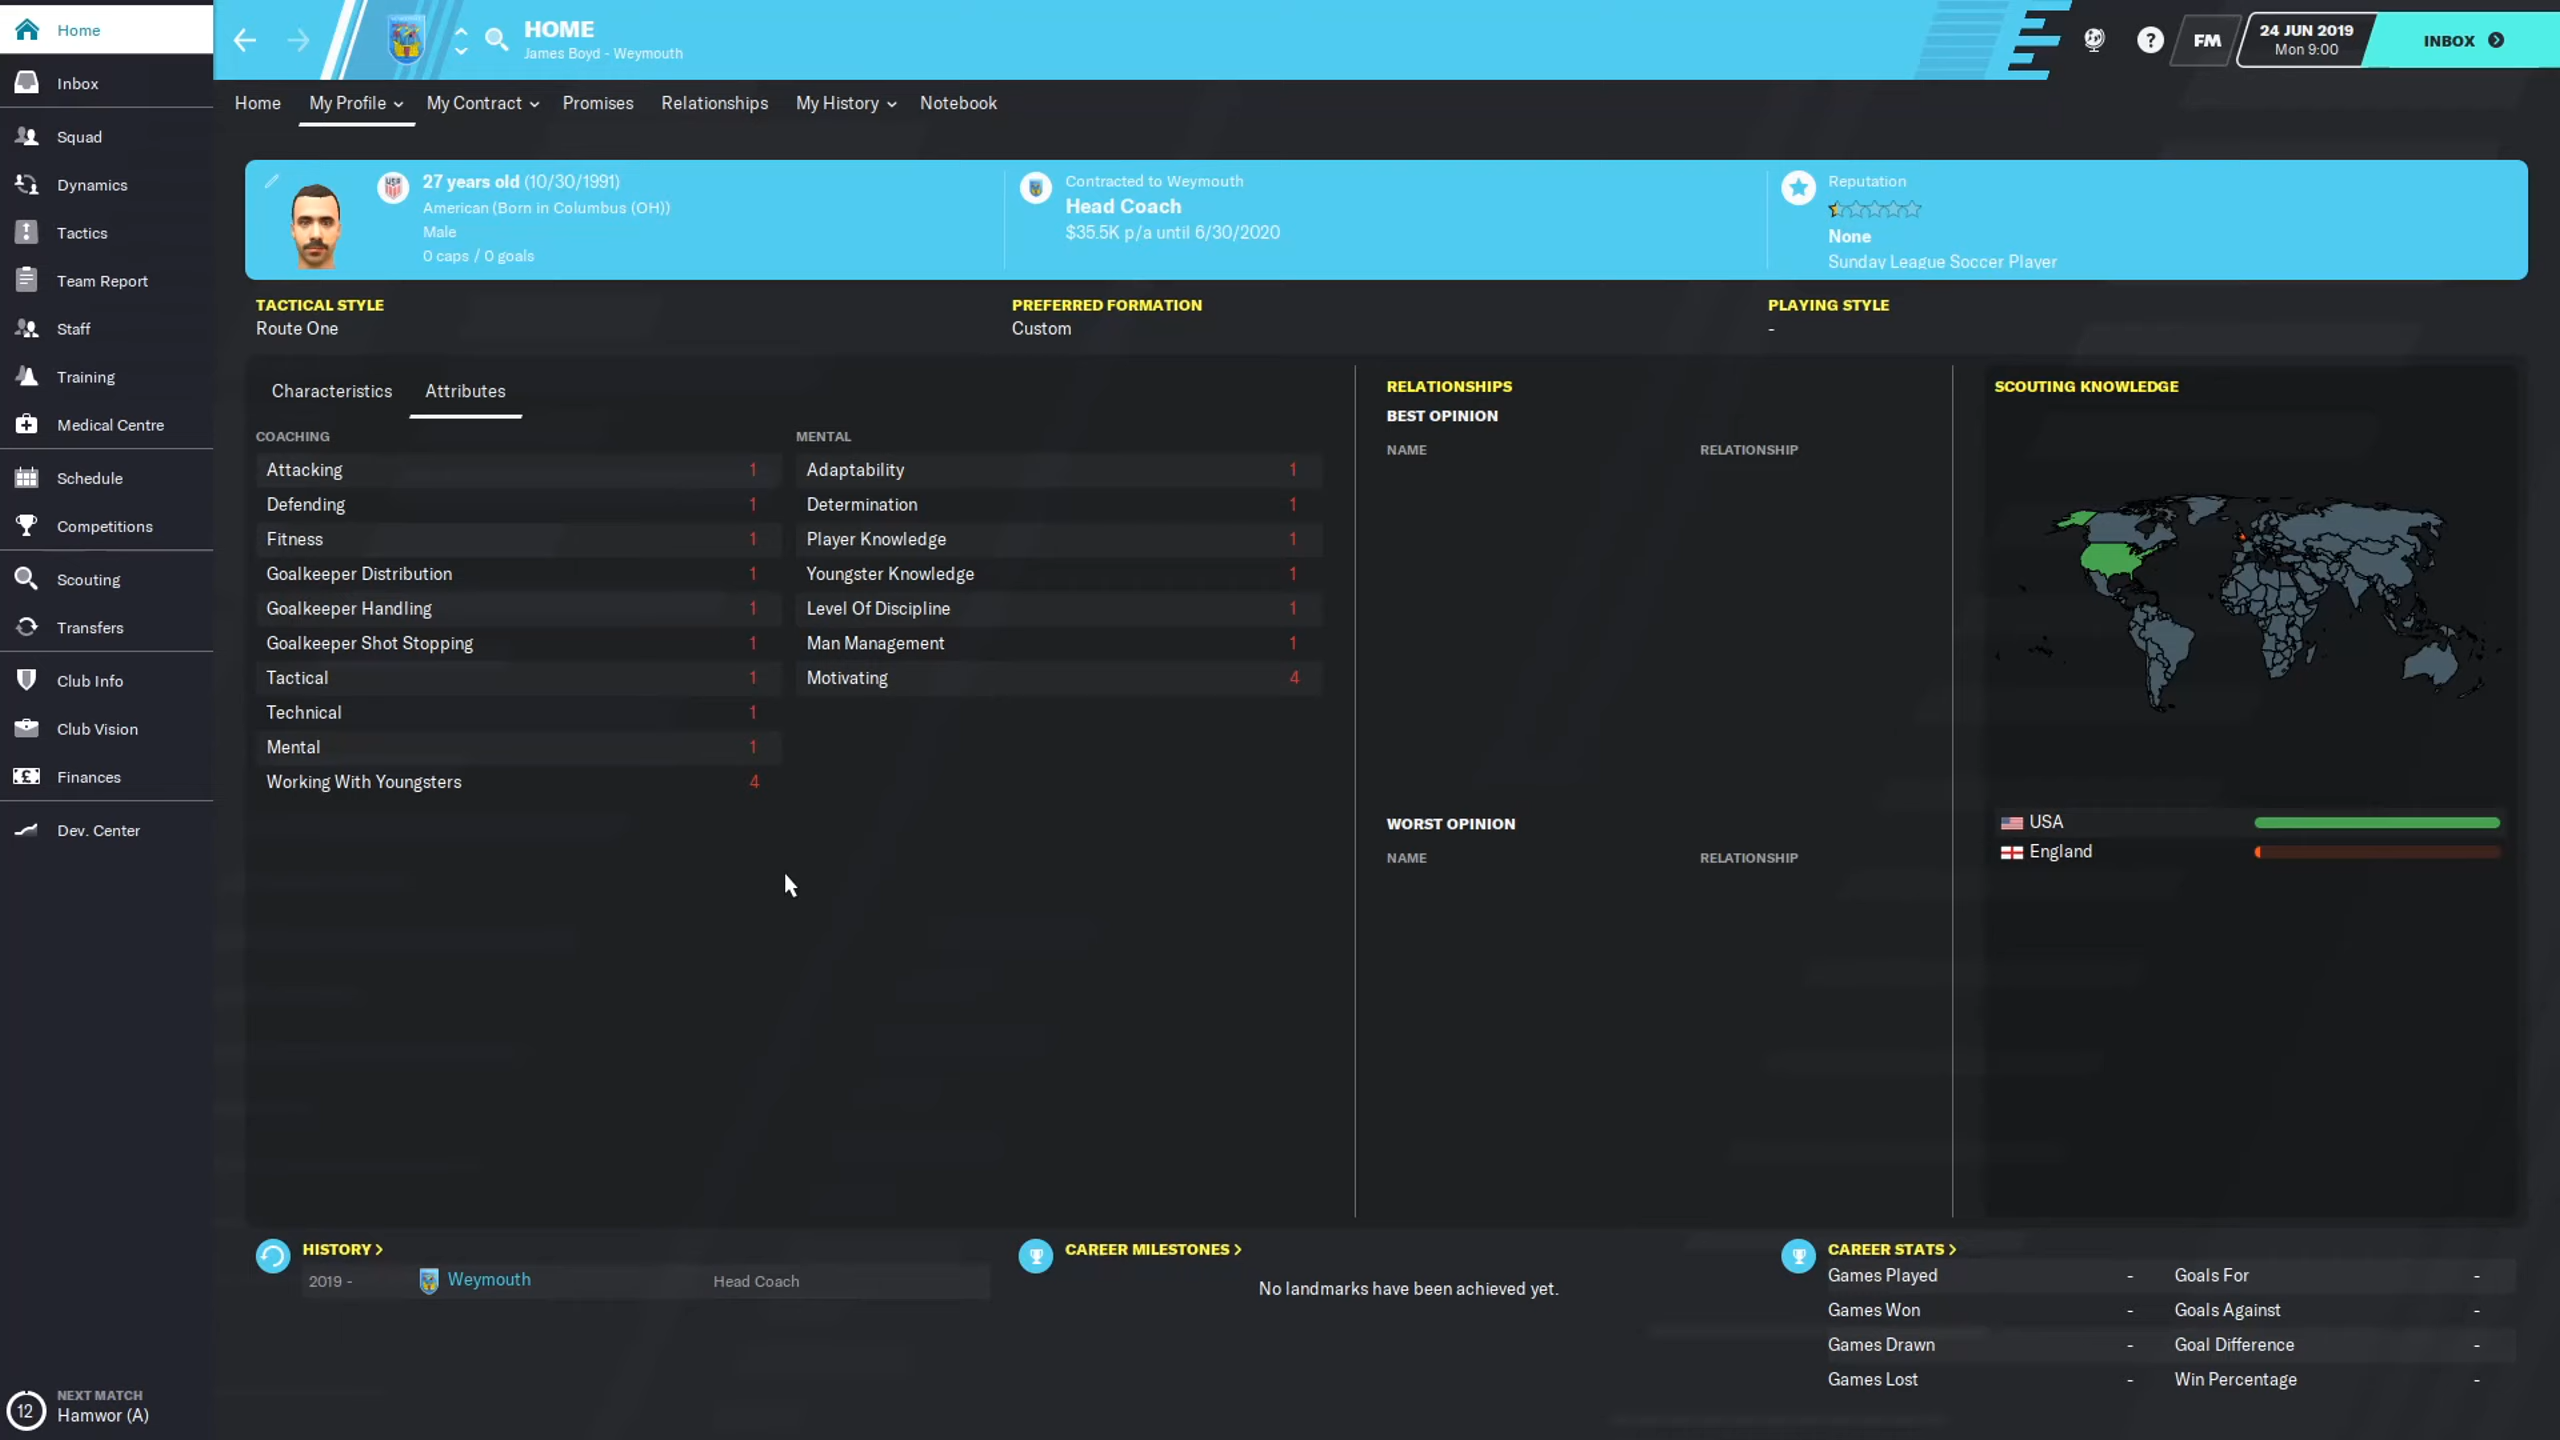 Home
Inbox
Squad
Dynamics
Tactics
Team Report
Staff
Training
Medical Centre
Schedule
Competitions
Scouting
Transfers
Club Info
Club Vision
Finances
Dev. Center
NEXT MATCH
12
Hamwor (A)
HOME
James Boyd - Weymouth
?
FM
24 JUN 2019
Mon 9:00
INBOX
Home My Profile My Contract Promises Relationships My History Notebook
27 years old (10/30/1991)
American (Born in Columbus (OH))
Male
0 caps / 0 goals
Contracted to Weymouth
Head Coach
$35.5K p/a until 6/30/2020
Reputation
None
Sunday League Soccer Player
TACTICAL STYLE
Route One
PREFERRED FORMATION
Custom
PLAYING STYLE
-
Characteristics Attributes
COACHING
Attacking 1
Defending 1
Fitness 1
Goalkeeper Distribution 1
Goalkeeper Handling 1
Goalkeeper Shot Stopping 1
Tactical 1
Technical 1
Mental 1
Working With Youngsters 4
MENTAL
Adaptability 1
Determination 1
Player Knowledge 1
Youngster Knowledge 1
Level Of Discipline 1
Man Management 1
Motivating 4
RELATIONSHIPS
BEST OPINION
NAME RELATIONSHIP
WORST OPINION
NAME RELATIONSHIP
SCOUTING KNOWLEDGE
USA
England
HISTORY >
2019 - Weymouth Head Coach
CAREER MILESTONES >
No landmarks have been achieved yet.
CAREER STATS >
Games Played - Goals For -
Games Won - Goals Against -
Games Drawn - Goal Difference -
Games Lost - Win Percentage -